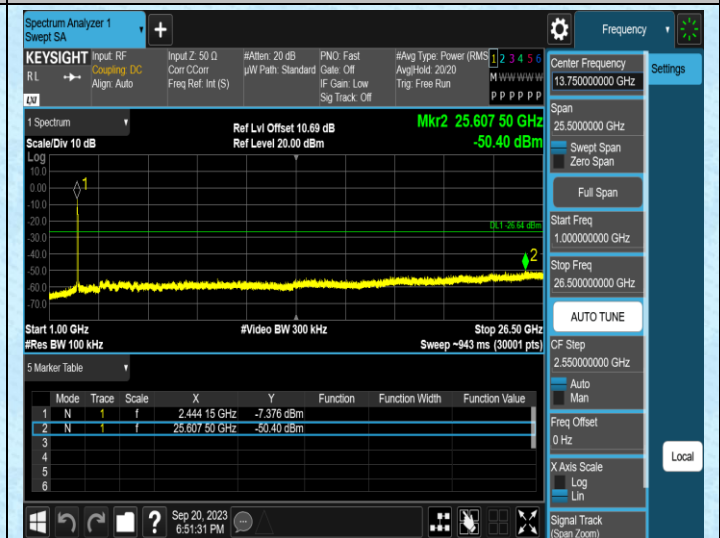 Spectrum Analyzer 1
Swept SA
+
Frequency
KEYSIGHT
RL
LXI
Input: RF
Coupling: DC
Align: Auto
Input Z: 50 Ω
Corr CCorr
Freq Ref: Int (S)
#Atten: 20 dB
µW Path: Standard
PNO: Fast
Gate: Off
IF Gain: Low
Sig Track: Off
#Avg Type: Power (RMS
Avg|Hold: 20/20
Trig: Free Run
1 2 3 4 5 6
M W W W W W
P P P P P P
Center Frequency
13.750000000 GHz
Settings
Span
25.5000000 GHz
Swept Span
Zero Span
Full Span
Start Freq
1.000000000 GHz
Stop Freq
26.500000000 GHz
AUTO TUNE
CF Step
2.550000000 GHz
Auto
Man
Freq Offset
0 Hz
X Axis Scale
Log
Lin
Signal Track
(Span Zoom)
Local
1 Spectrum
Scale/Div 10 dB
Ref Lvl Offset 10.69 dB
Ref Level 20.00 dBm
Mkr2 25.607 50 GHz
-50.40 dBm
Log
10.0
0.00
-10.0
-20.0
-30.0
-40.0
-50.0
-60.0
-70.0
1
DL1 -26.64 dBm
2
Start 1.00 GHz
#Res BW 100 kHz
#Video BW 300 kHz
Stop 26.50 GHz
Sweep ~943 ms (30001 pts)
5 Marker Table
Mode Trace Scale X Y Function Function Width Function Value
1 N 1 f 2.444 15 GHz -7.376 dBm
2 N 1 f 25.607 50 GHz -50.40 dBm
3
4
5
6
?
Sep 20, 2023
6:51:31 PM